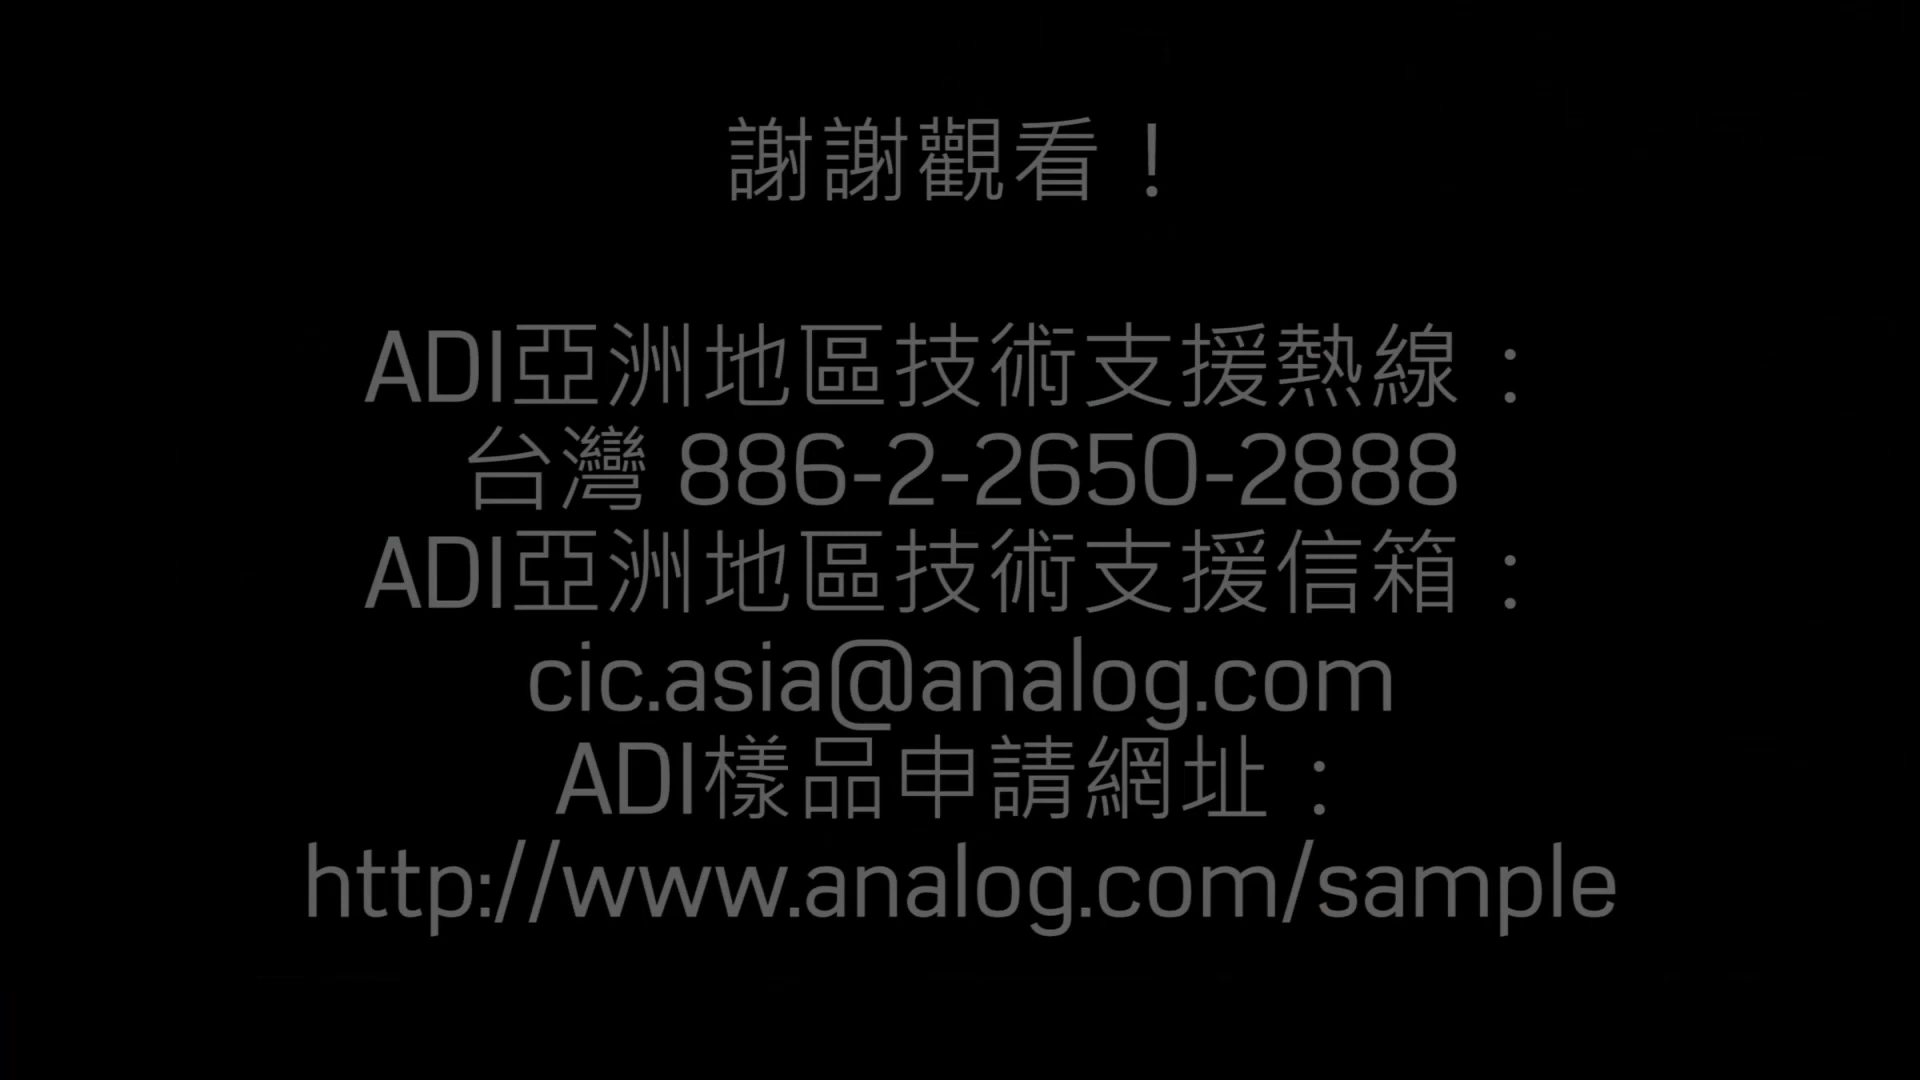 謝謝觀看！
ADI亞洲地區技術支援熱線：
台灣 886-2-2650-2888
ADI亞洲地區技術支援信箱：
cic.asia@analog.com
ADI樣品申請網址：
http://www.analog.com/sample